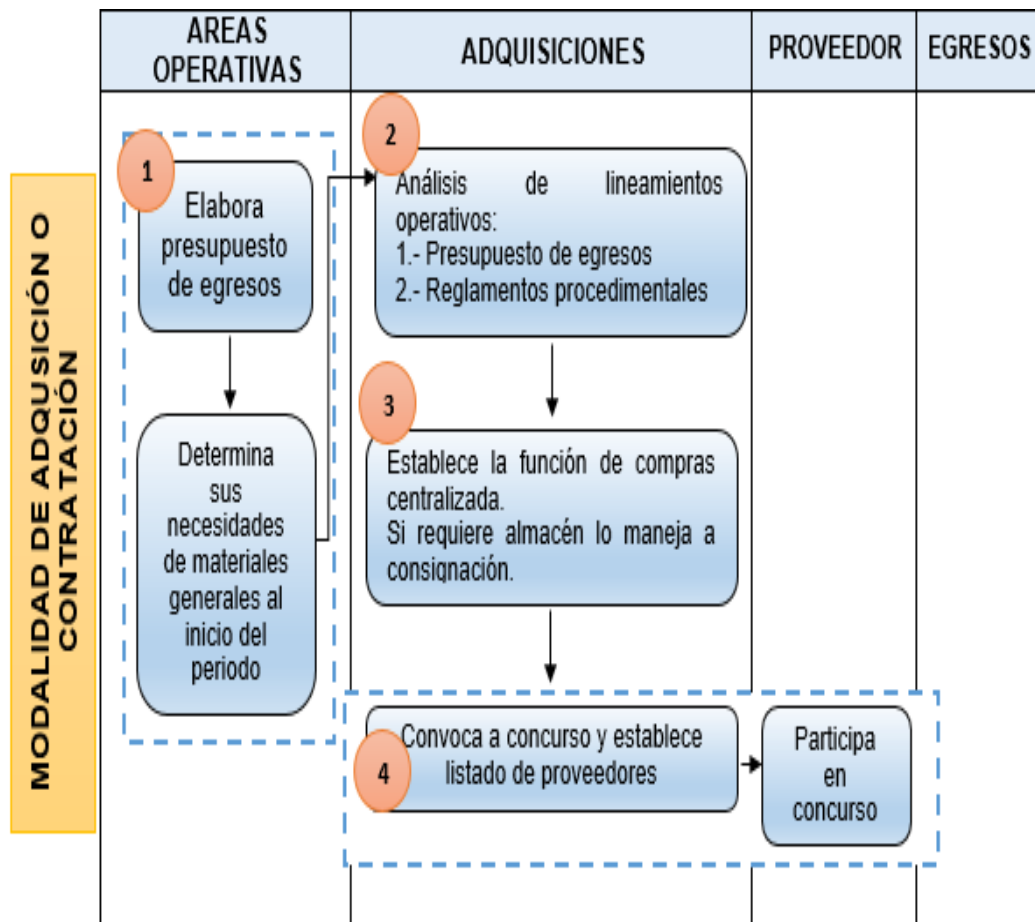 AREAS
OPERATIVAS
ADQUISICIONES
PROVEEDOR
EGRESOS
MODALIDAD DE ADQUSICIÓN O
CONTRATACIÓN
1
Elabora
presupuesto
de egresos
Determina
sus
necesidades
de materiales
generales al
inicio del
periodo
2
Análisis de lineamientos
operativos:
1.- Presupuesto de egresos
2.- Reglamentos procedimentales
3
Establece la función de compras
centralizada.
Si requiere almacén lo maneja a
consignación.
4
Convoca a concurso y establece
listado de proveedores
Participa
en
concurso